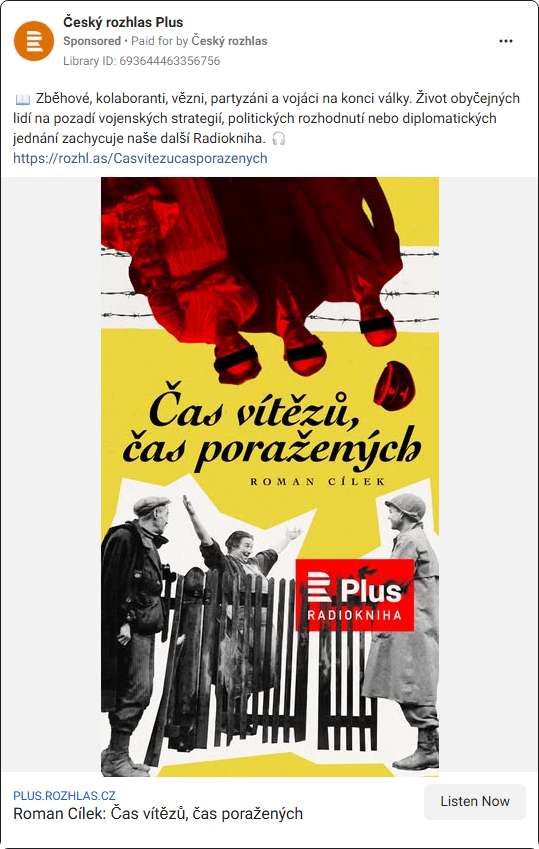 Český rozhlas Plus
Sponsored • Paid for by Český rozhlas
Library ID: 693644463356756
Zběhové, kolaboranti, vězni, partyzáni a vojáci na konci války. Život obyčejných
lidí na pozadí vojenských strategií, politických rozhodnutí nebo diplomatických
jednání zachycuje naše další Radiokniha.
https://rozhl.as/Casvitezucasporazenych
Čas vítězů,
čas poražených
ROMAN CÍLEK
Plus
RADIOKNIHA
PLUS.ROZHLAS.CZ
Roman Cílek: Čas vítězů, čas poražených
Listen Now